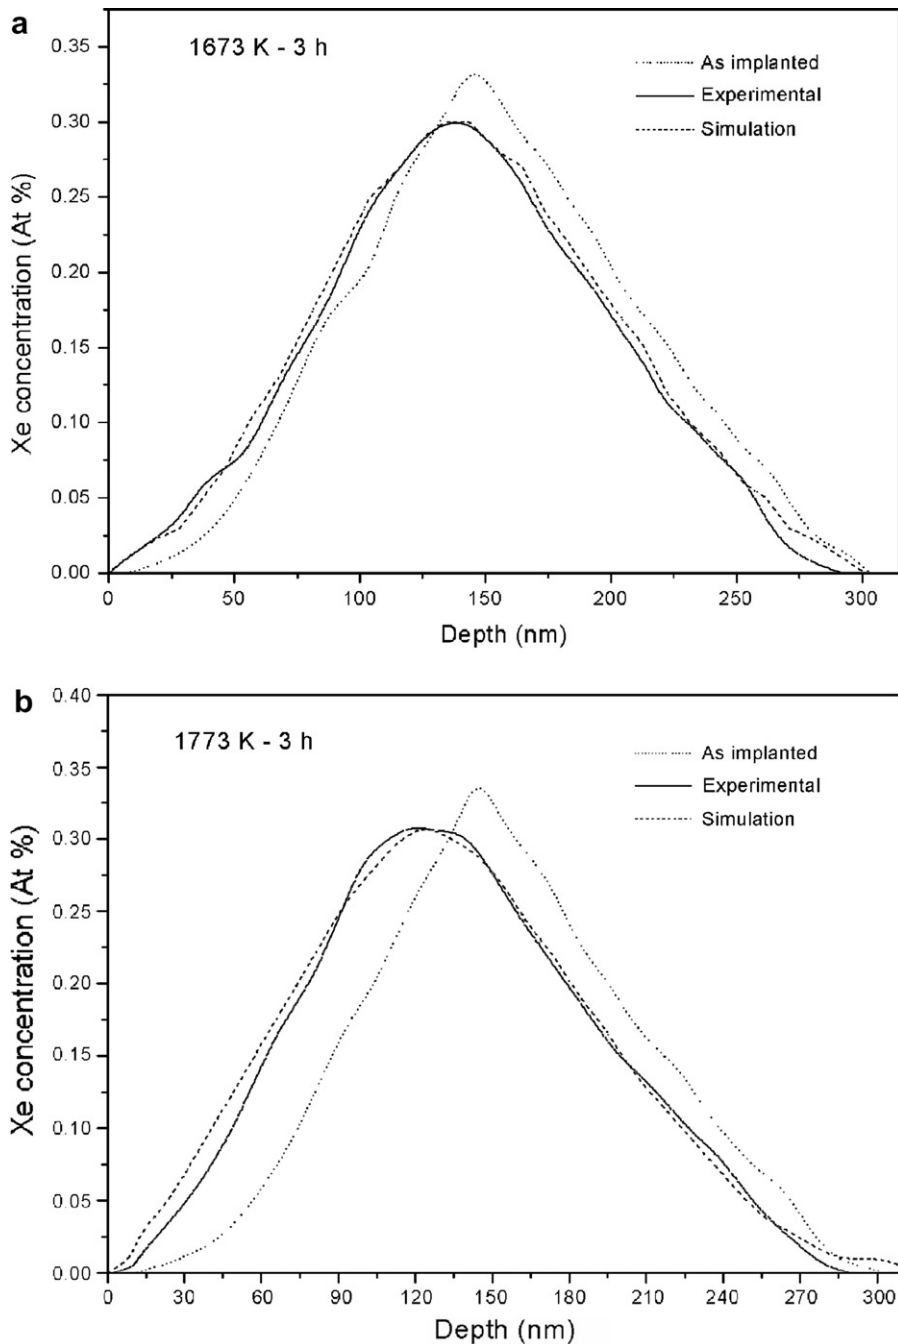 a
1673 K - 3 h
As implanted
Experimental
Simulation
Xe concentration (At %)
0.35
0.30
0.25
0.20
0.15
0.10
0.05
0.00
0 50 100 150 200 250 300
Depth (nm)
b
1773 K - 3 h
As implanted
Experimental
Simulation
Xe concentration (At %)
0.40
0.35
0.30
0.25
0.20
0.15
0.10
0.05
0.00
0 30 60 90 120 150 180 210 240 270 300
Depth (nm)